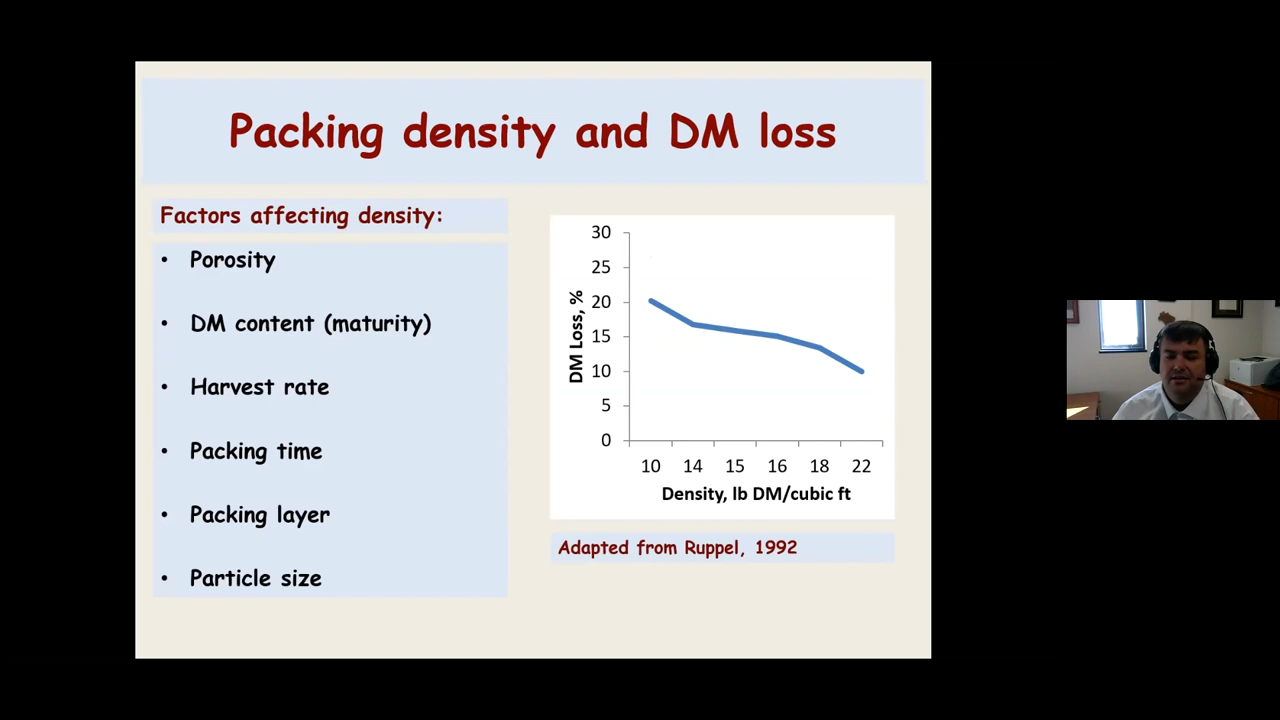 Packing density and DM loss
Factors affecting density:
• Porosity
• DM content (maturity)
• Harvest rate
• Packing time
• Packing layer
• Particle size
30
25
20
15
10
5
0
DM Loss, %
10 14 15 16 18 22
Density, lb DM/cubic ft
Adapted from Ruppel, 1992